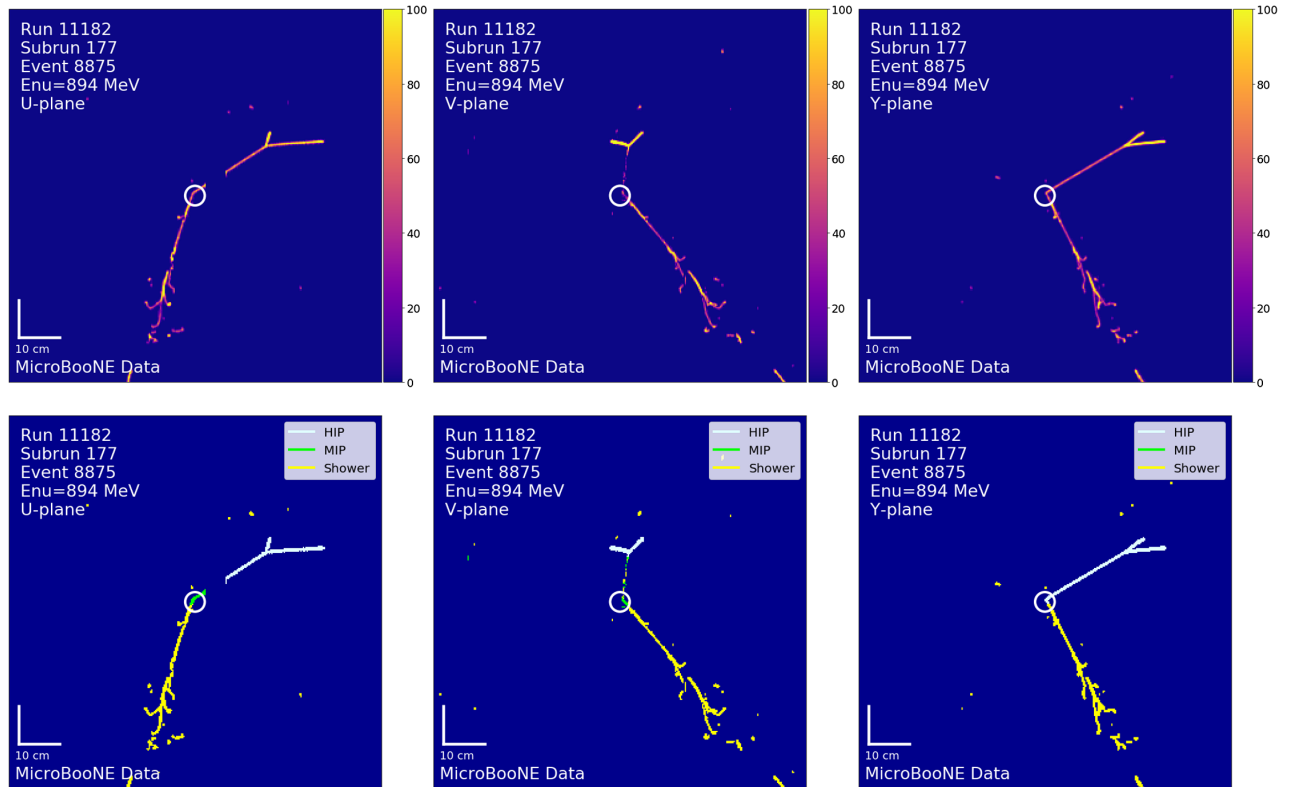 Run 11182
Subrun 177
Event 8875
Enu=894 MeV
U-plane
10 cm
MicroBooNE Data
100
80
60
40
20
0
Run 11182
Subrun 177
Event 8875
Enu=894 MeV
V-plane
10 cm
MicroBooNE Data
100
80
60
40
20
0
Run 11182
Subrun 177
Event 8875
Enu=894 MeV
Y-plane
10 cm
MicroBooNE Data
100
80
60
40
20
0
Run 11182
Subrun 177
Event 8875
Enu=894 MeV
U-plane
HIP
MIP
Shower
10 cm
MicroBooNE Data
Run 11182
Subrun 177
Event 8875
Enu=894 MeV
V-plane
HIP
MIP
Shower
10 cm
MicroBooNE Data
Run 11182
Subrun 177
Event 8875
Enu=894 MeV
Y-plane
HIP
MIP
Shower
10 cm
MicroBooNE Data